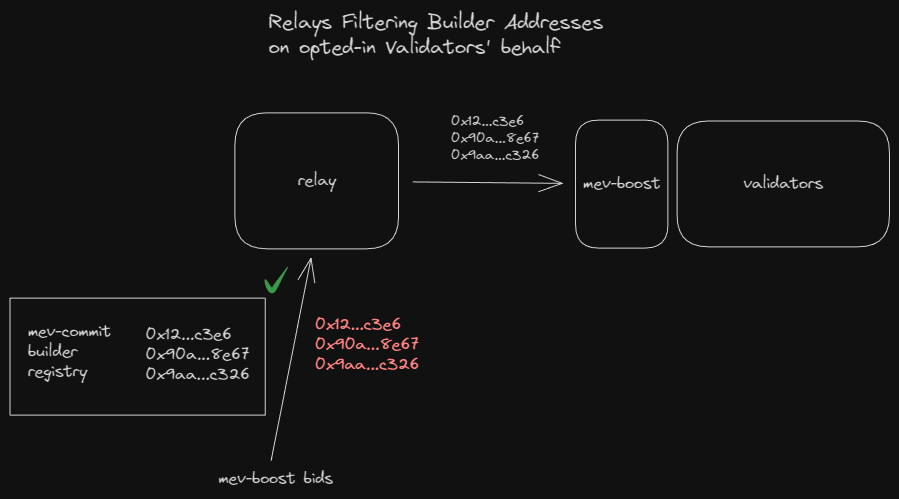 Relays Filtering Builder Addresses
on opted-in Validators' behalf
0x12...c3e6
0x90a...8e67
0x9aa...c326
relay
mev-boost
validators
mev-commit
builder
registry
0x12...c3e6
0x90a...8e67
0x9aa...c326
0x12...c3e6
0x90a...8e67
0x9aa...c326
mev-boost bids